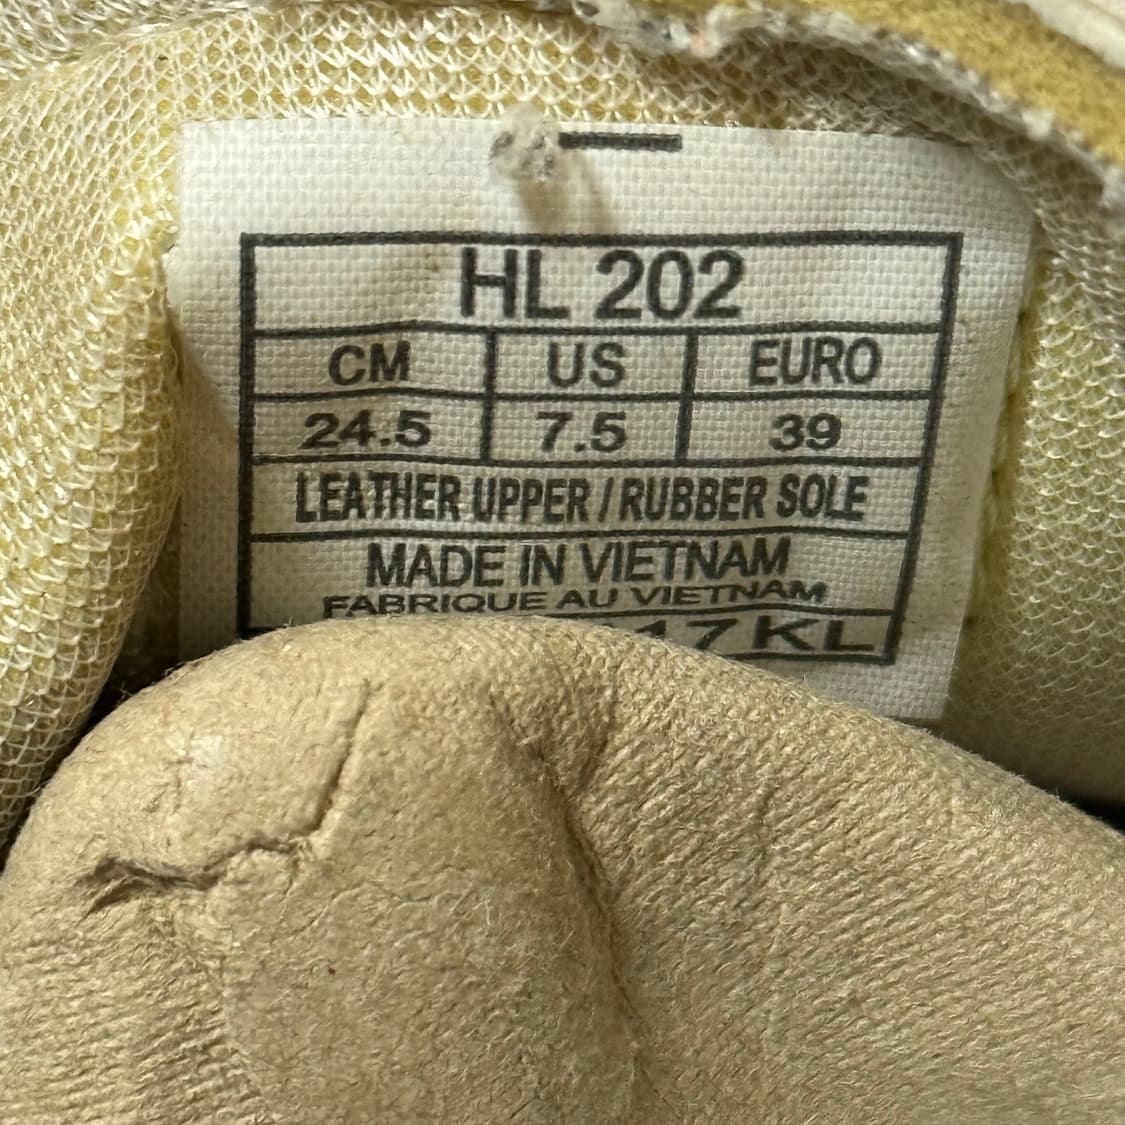 HL 202
CM US EURO
24.5 7.5 39
LEATHER UPPER / RUBBER SOLE
MADE IN VIETNAM
FABRIQUE AU VIETNAM
KL